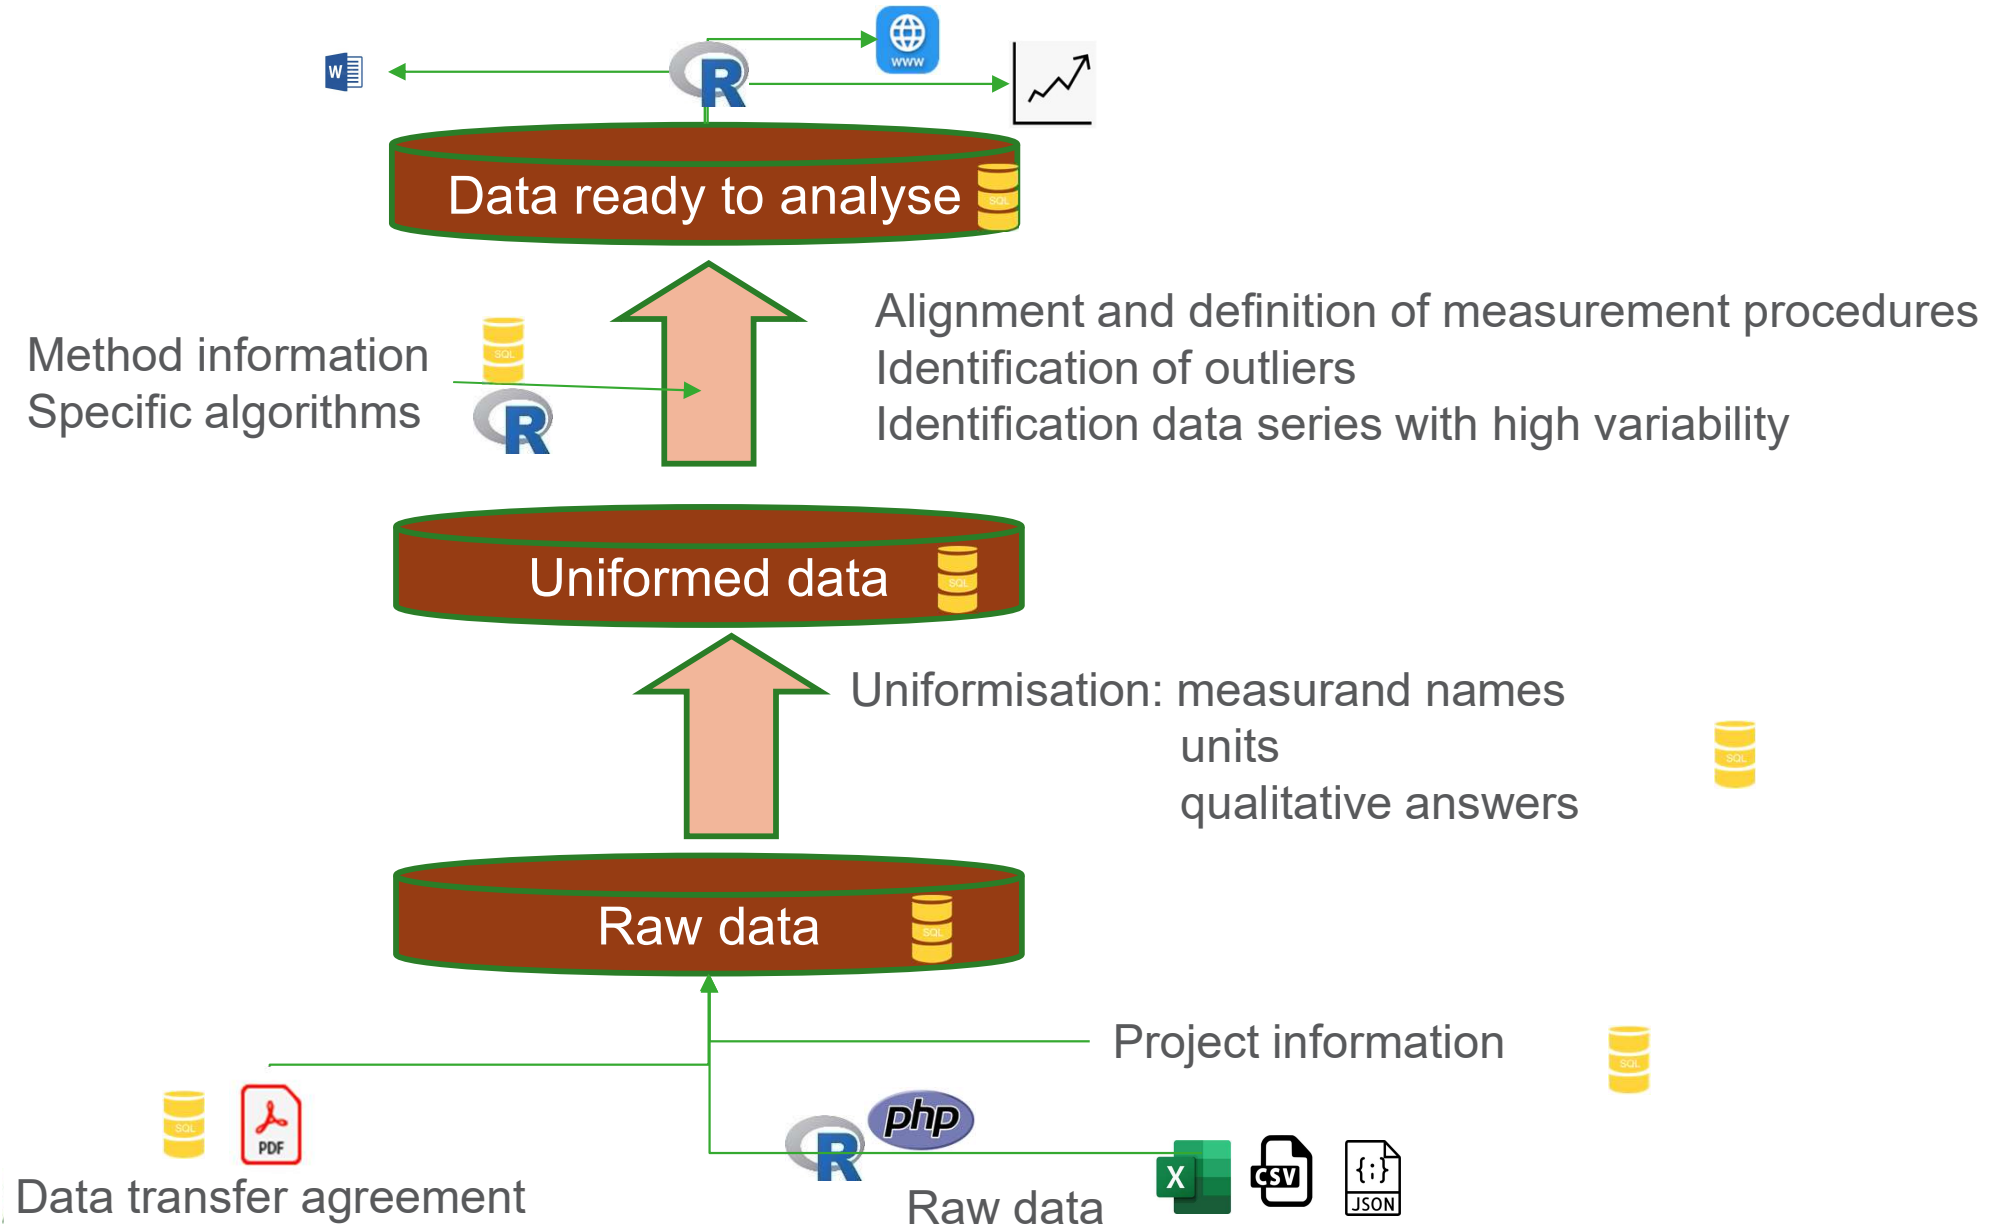 W
R
www
Data ready to analyse
SQL
Method information
Specific algorithms
SQL
R
Alignment and definition of measurement procedures
Identification of outliers
Identification data series with high variability
Uniformed data
SQL
Uniformisation: measurand names
units
qualitative answers
SQL
Raw data
SQL
Project information
SQL
SQL
PDF
Data transfer agreement
R
php
Raw data
X
CSV
{;}
JSON